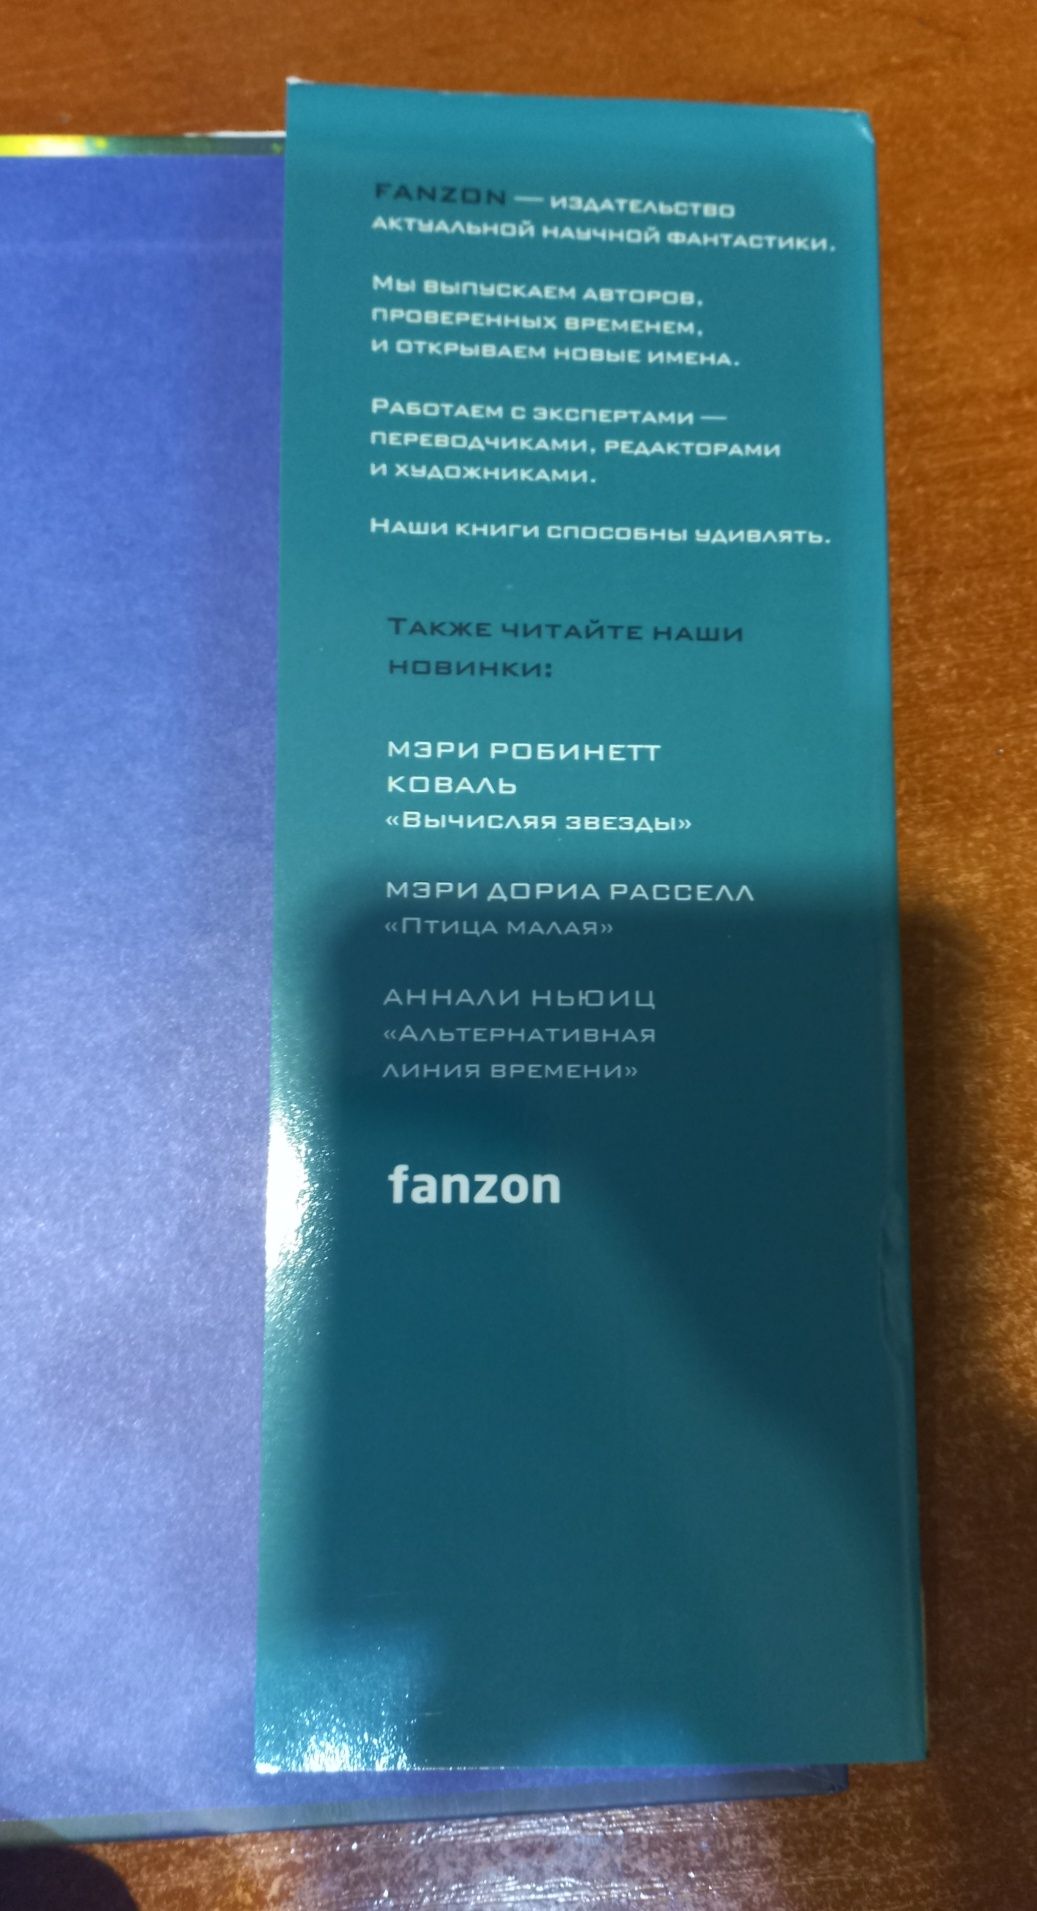 FANZON — ИЗДАТЕЛЬСТВО
АКТУАЛЬНОЙ НАУЧНОЙ ФАНТАСТИКИ.
Мы выпускаем авторов,
проверенных временем,
и открываем новые имена.
Работаем с экспертами —
переводчиками, редакторами
и художниками.
Наши книги способны удивлять.
Также читайте наши
новинки:
МЭРИ РОБИНЕТТ
КОВАЛЬ
«Вычисляя звезды»
МЭРИ ДОРИА РАССЕЛЛ
«Птица малая»
АННАЛИ НЬЮИЦ
«Альтернативная
линия времени»
fanzon